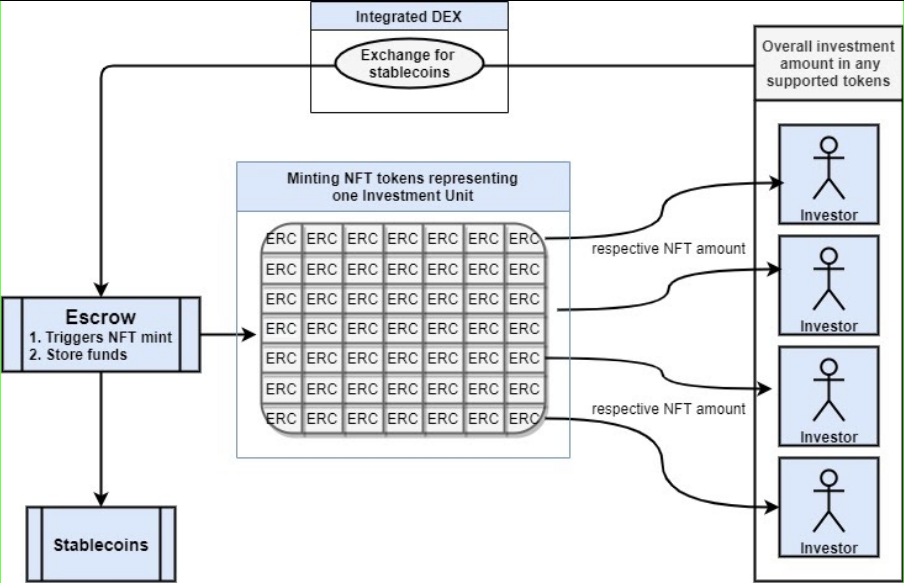 Integrated DEX
Exchange for
stablecoins
Overall investment
amount in any
supported tokens
Minting NFT tokens representing
one Investment Unit
ERC ERC ERC ERC ERC ERC ERC
ERC ERC ERC ERC ERC ERC ERC
ERC ERC ERC ERC ERC ERC ERC
ERC ERC ERC ERC ERC ERC ERC
ERC ERC ERC ERC ERC ERC ERC
ERC ERC ERC ERC ERC ERC ERC
ERC ERC ERC ERC ERC ERC ERC
respective NFT amount
respective NFT amount
Investor
Investor
Investor
Investor
Escrow
1. Triggers NFT mint
2. Store funds
Stablecoins